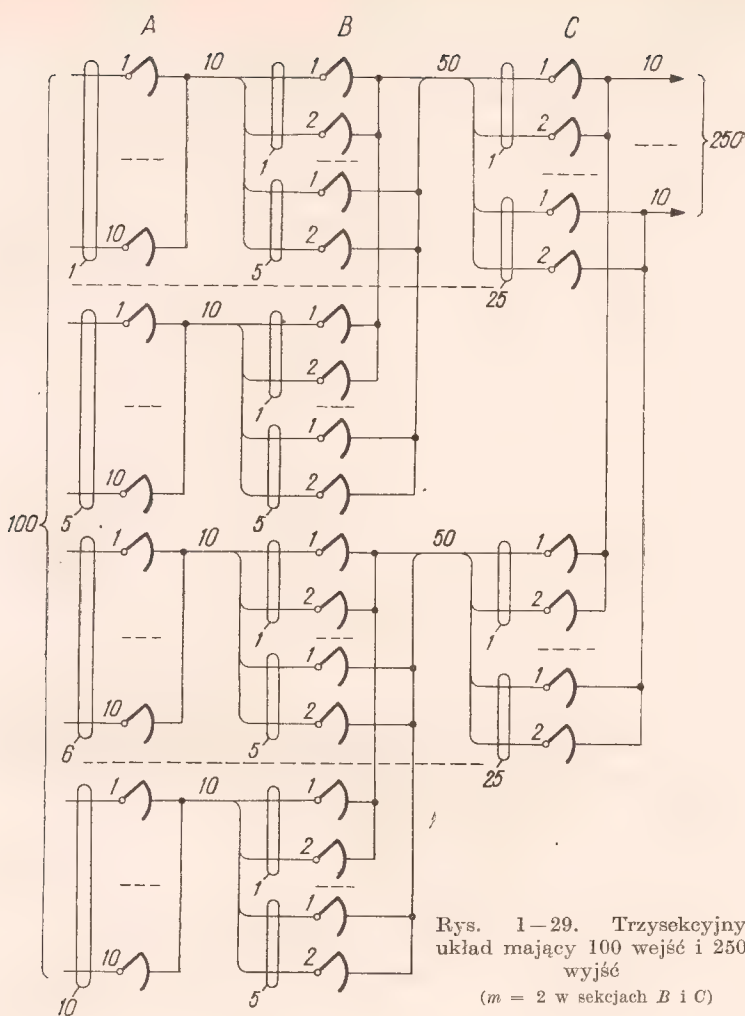 A B C
1 10 1 50 1 10
2 2
1 1 250
1 1 10
10 2 2
1 5 25
1 10 1
2
1
1
10 2
100 5 5
1 10 1 50 1
2 2
1 1
1 1
10 2 2
6 5 25
1 10 1
2
1
1
10 2
10 5
Rys. 1—29. Trzysekcyjny
układ mający 100 wejść i 250
wyjść
(m = 2 w sekcjach B i C)